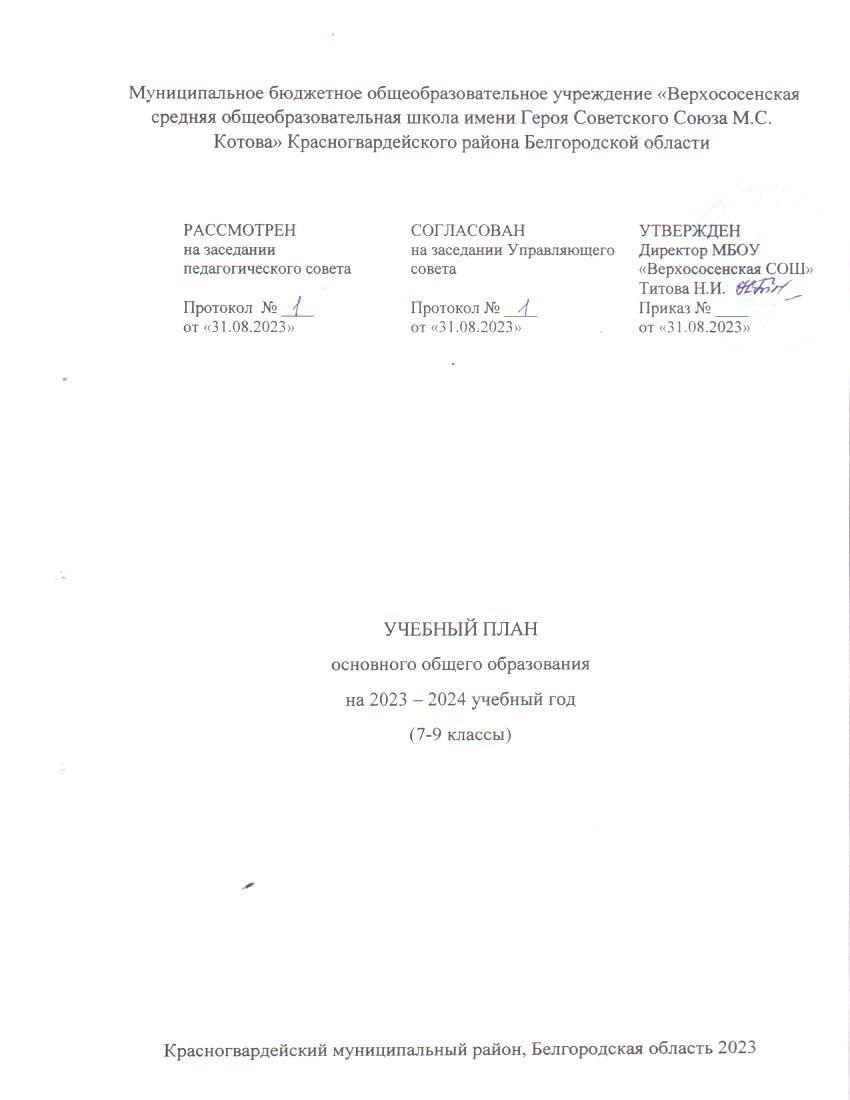 Муниципальное бюджетное общеобразовательное учреждение «Верхососенская
средняя общеобразовательная школа имени Героя Советского Союза М.С.
Котова» Красногвардейского района Белгородской области
РАССМОТРЕН
на заседании
педагогического совета
Протокол № 1
от «31.08.2023»
СОГЛАСОВАН
на заседании Управляющего
совета
Протокол № 1
от «31.08.2023»
УТВЕРЖДЕН
Директор МБОУ
«Верхососенская СОШ»
Титова Н.И.
Приказ № ____
от «31.08.2023»
УЧЕБНЫЙ ПЛАН
основного общего образования
на 2023 – 2024 учебный год
(7-9 классы)
Красногвардейский муниципальный район, Белгородская область 2023